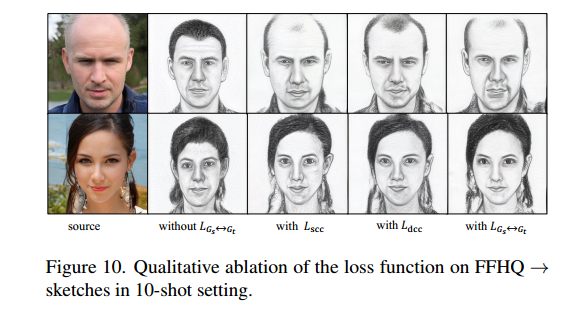 source without L_{G_s↔G_t} with L_{scc} with L_{dcc} with L_{G_s↔G_t}
Figure 10. Qualitative ablation of the loss function on FFHQ →
sketches in 10-shot setting.